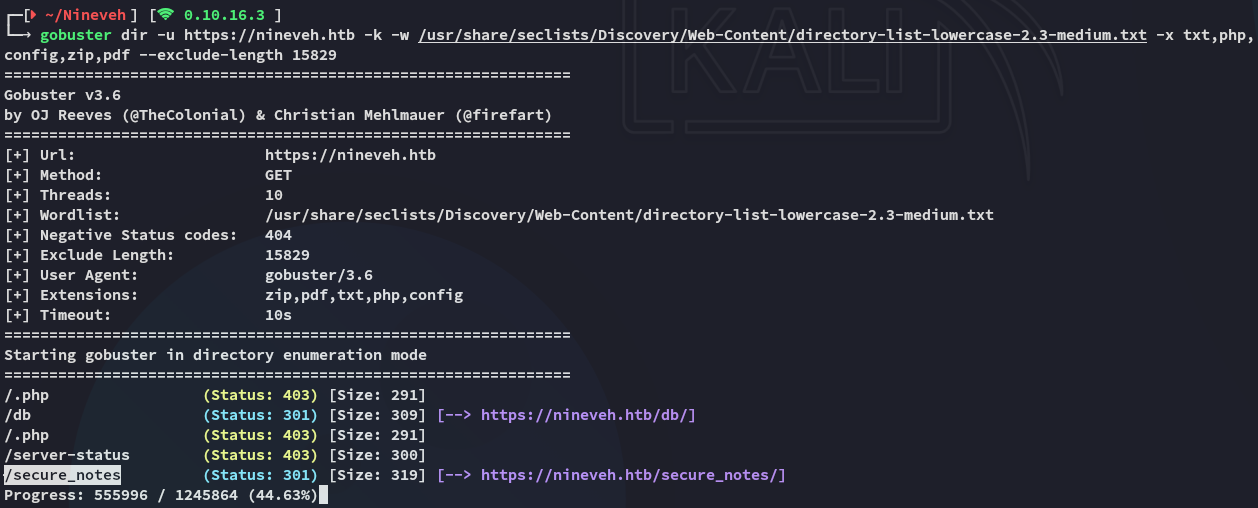 ~/Nineveh ] [ 0.10.16.3 ]
gobuster dir -u https://nineveh.htb -k -w /usr/share/seclists/Discovery/Web-Content/directory-list-lowercase-2.3-medium.txt -x txt,php,
config,zip,pdf --exclude-length 15829
===============================================================
Gobuster v3.6
by OJ Reeves (@TheColonial) & Christian Mehlmauer (@firefart)
===============================================================
[+] Url:                     https://nineveh.htb
[+] Method:                  GET
[+] Threads:                 10
[+] Wordlist:                /usr/share/seclists/Discovery/Web-Content/directory-list-lowercase-2.3-medium.txt
[+] Negative Status codes:   404
[+] Exclude Length:          15829
[+] User Agent:              gobuster/3.6
[+] Extensions:              zip,pdf,txt,php,config
[+] Timeout:                 10s
===============================================================
Starting gobuster in directory enumeration mode
===============================================================
/.php                 (Status: 403) [Size: 291]
/db                   (Status: 301) [Size: 309] [--> https://nineveh.htb/db/]
/.php                 (Status: 403) [Size: 291]
/server-status        (Status: 403) [Size: 300]
/secure_notes         (Status: 301) [Size: 319] [--> https://nineveh.htb/secure_notes/]
Progress: 555996 / 1245864 (44.63%)
KALI